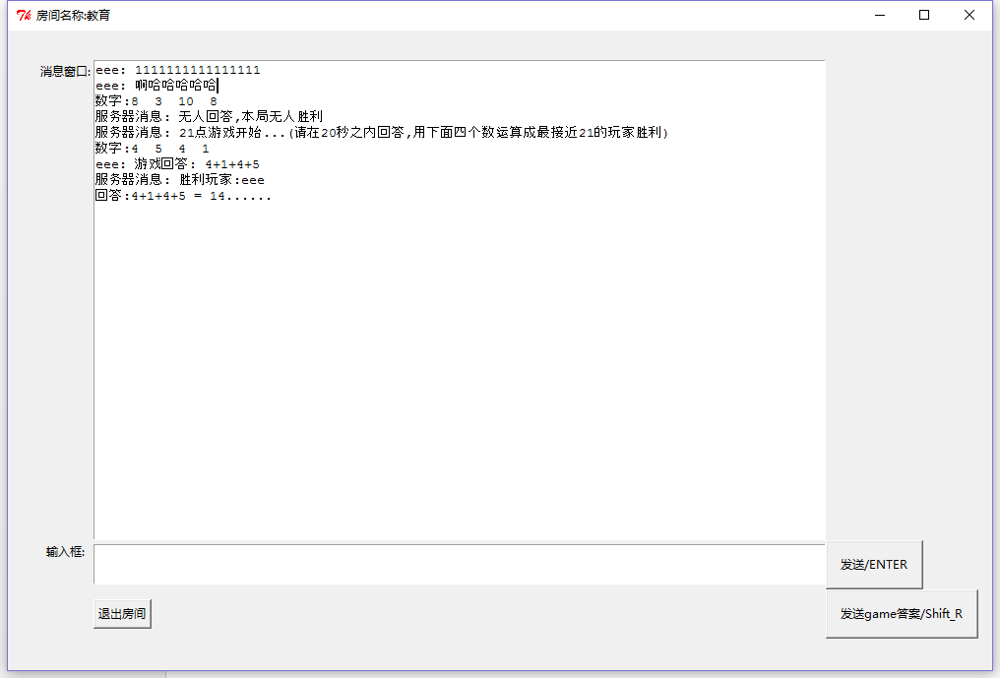 房间名称:教育
消息窗口:
eee: 1111111111111111
eee: 啊哈哈哈哈哈
数字:8  3  10  8
服务器消息: 无人回答,本局无人胜利
服务器消息: 21点游戏开始...(请在20秒之内回答,用下面四个数运算成最接近21的玩家胜利)
数字:4  5  4  1
eee: 游戏回答: 4+1+4+5
服务器消息: 胜利玩家:eee
回答:4+1+4+5 = 14......
输入框:
发送/ENTER
退出房间
发送game答案/Shift_R